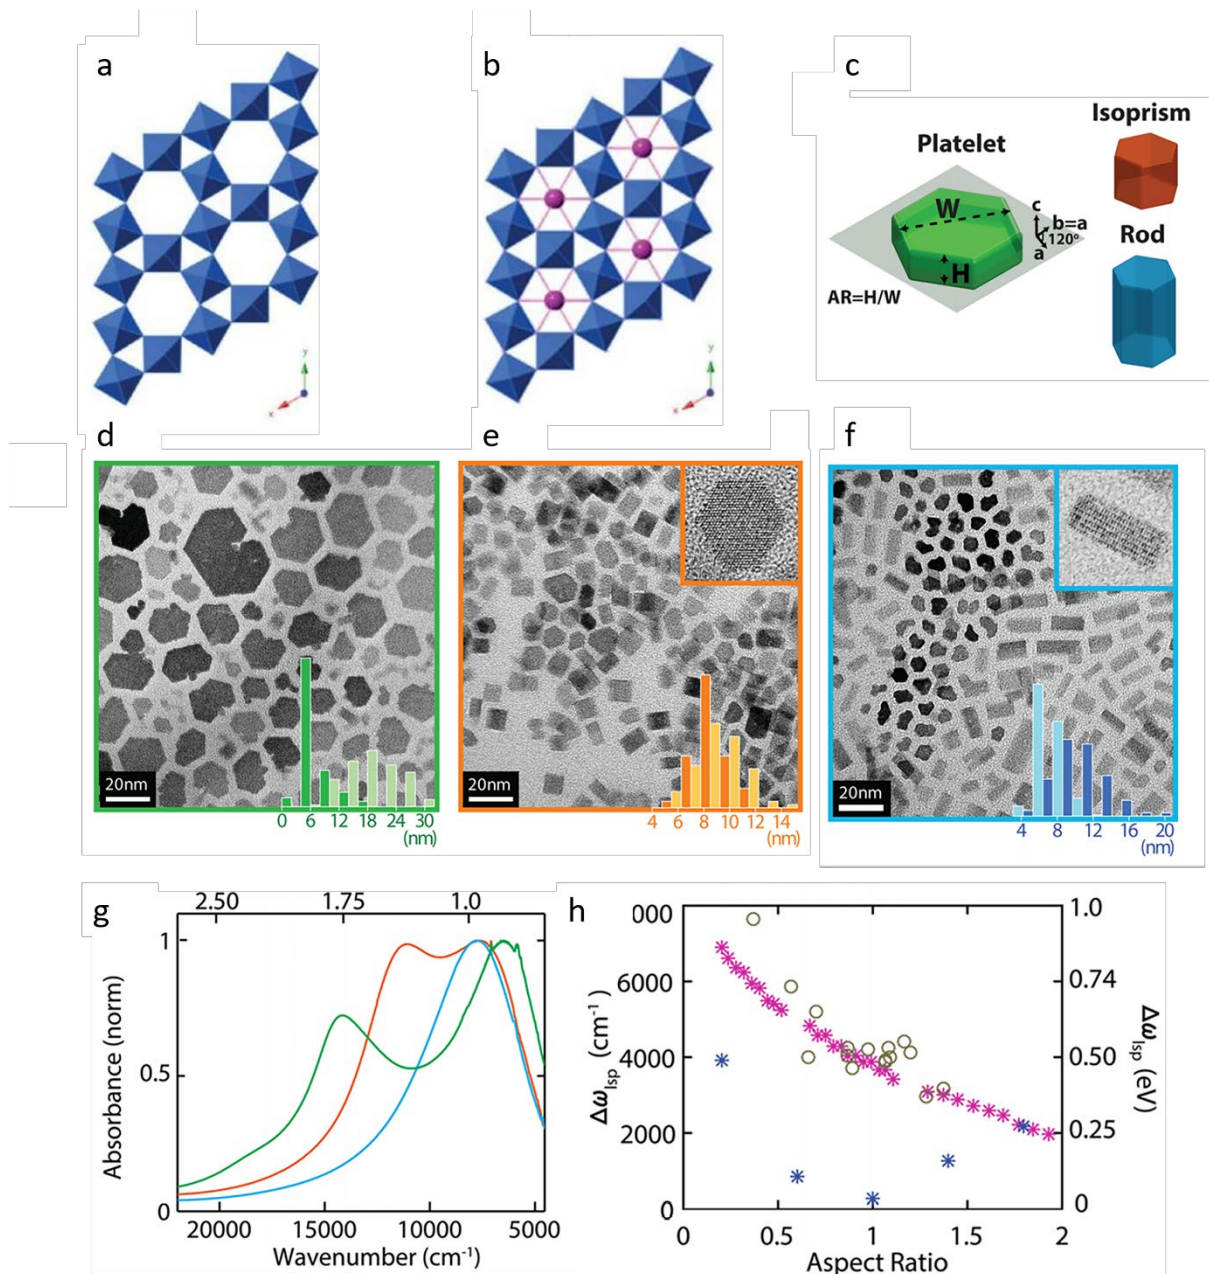 a
b
c
Isoprism
Platelet
W
c
b=a
120°
a
H
Rod
AR=H/W
y
x
y
x
d
e
f
20nm
0 6 12 18 24 30
(nm)
20nm
4 6 8 10 12 14
(nm)
20nm
4 8 12 16 20
(nm)
g
2.50 1.75 1.0
1
0.5
0
Absorbance (norm)
20000 15000 10000 5000
Wavenumber (cm-1)
h
000
6000
4000
2000
0
Δωlsp (cm-1)
1.0
0.74
0.50
0.25
0
Δωlsp (eV)
0 0.5 1 1.5 2
Aspect Ratio